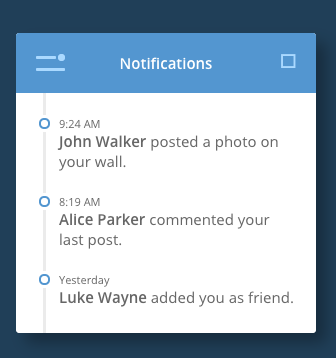 Notifications
9:24 AM
John Walker posted a photo on
your wall.
8:19 AM
Alice Parker commented your
last post.
Yesterday
Luke Wayne added you as friend.